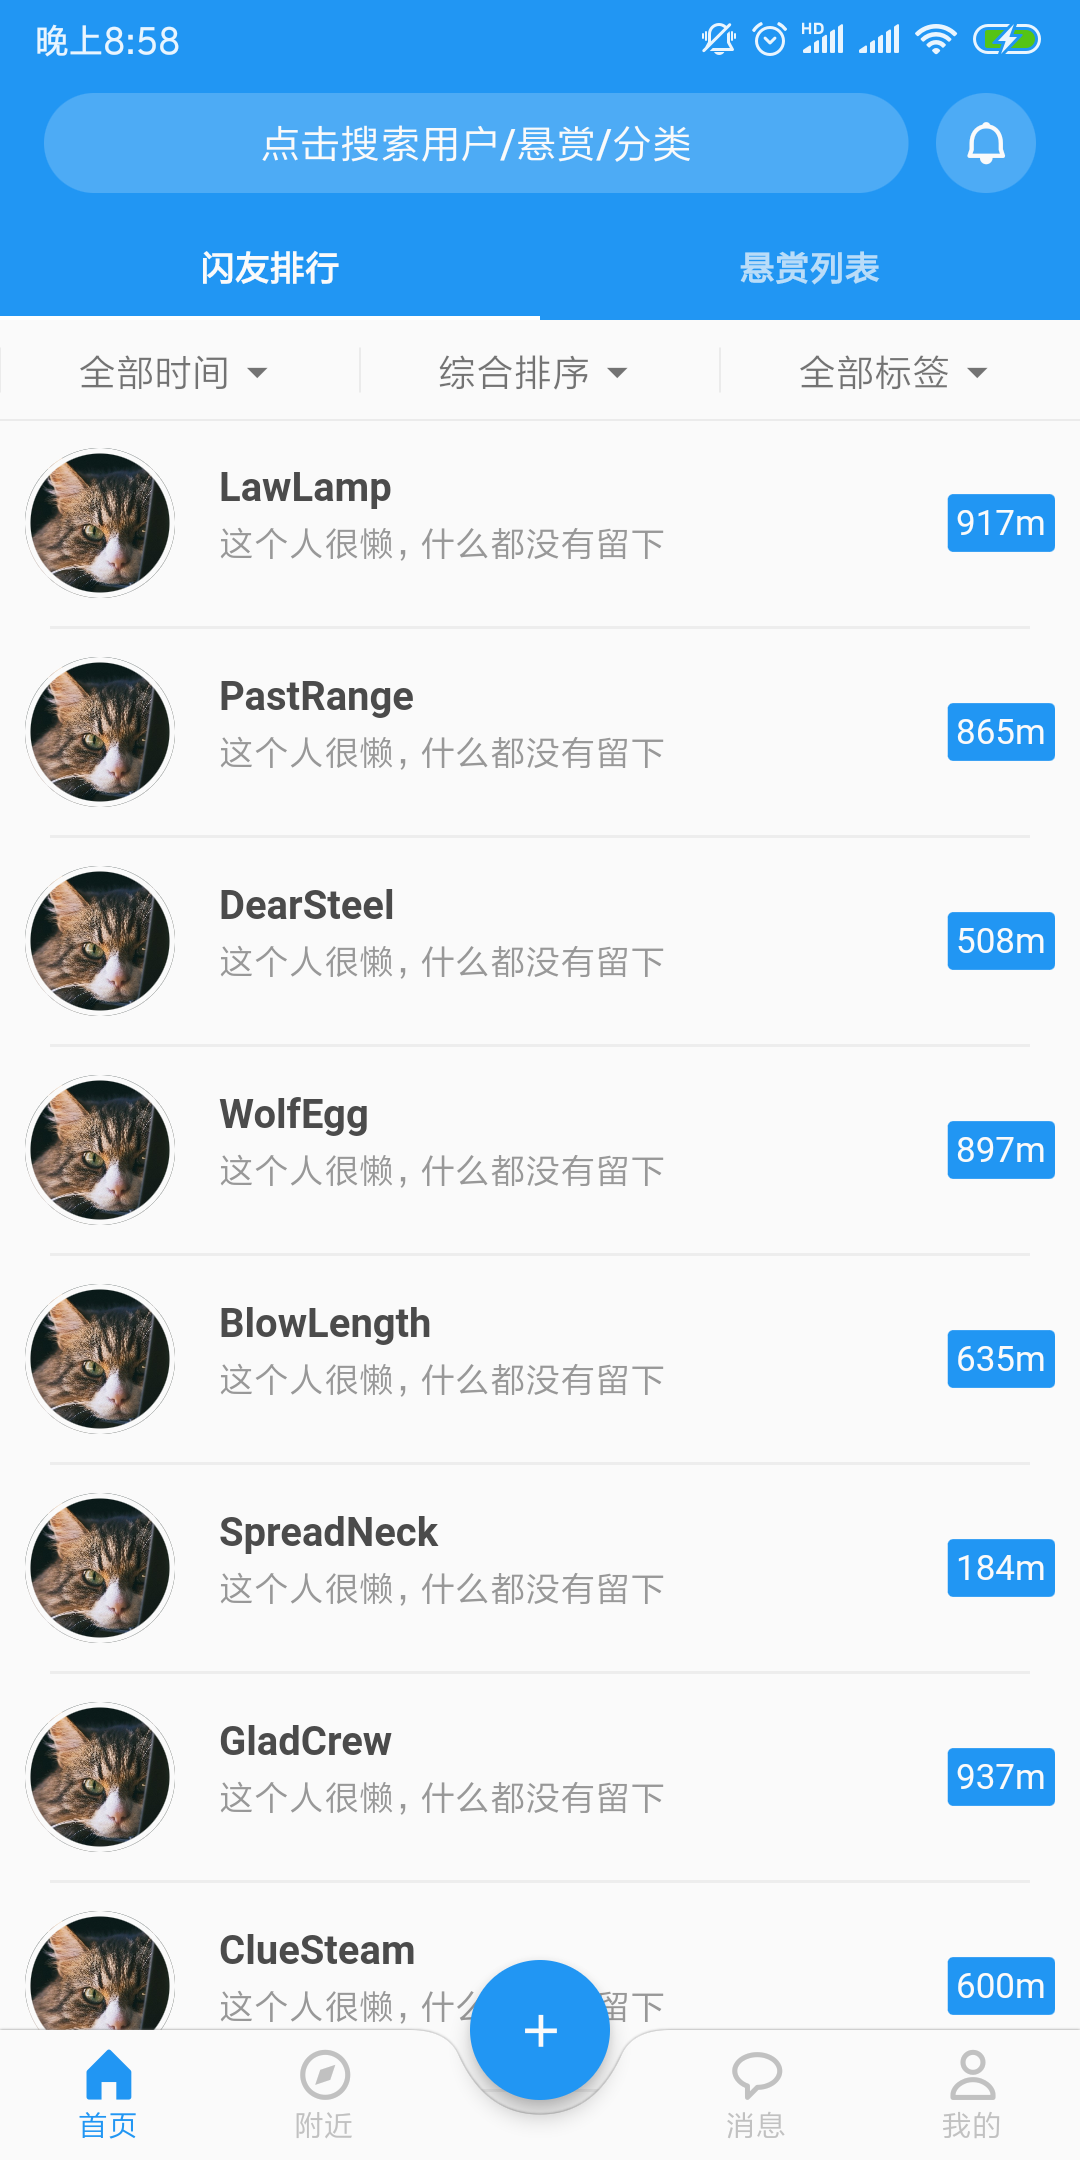 晚上8:58
HD
点击搜索用户/悬赏/分类
闪友排行
悬赏列表
全部时间
综合排序
全部标签
LawLamp
这个人很懒，什么都没有留下
917m
PastRange
这个人很懒，什么都没有留下
865m
DearSteel
这个人很懒，什么都没有留下
508m
WolfEgg
这个人很懒，什么都没有留下
897m
BlowLength
这个人很懒，什么都没有留下
635m
SpreadNeck
这个人很懒，什么都没有留下
184m
GladCrew
这个人很懒，什么都没有留下
937m
ClueSteam
这个人很懒，什 留下
600m
首页
附近
消息
我的